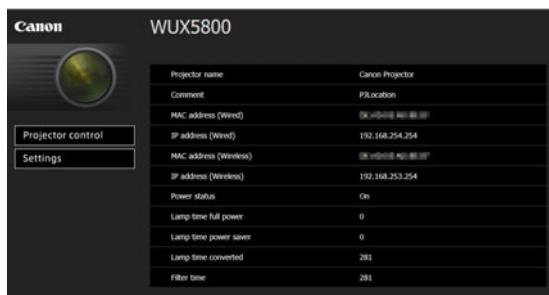 Canon
WUX5800
Projector name Canon Projector
Comment PJLocation
MAC address (Wired)
Projector control
IP address (Wired) 192.168.254.254
Settings
MAC address (Wireless)
IP address (Wireless) 192.168.253.254
Power status On
Lamp time full power 0
Lamp time power saver 0
Lamp time converted 281
Filter time 281